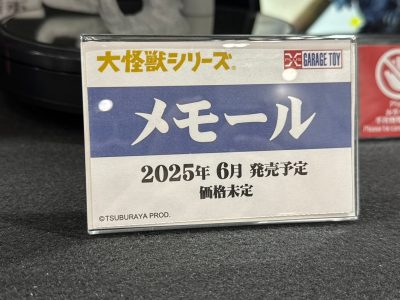 大怪獣シリーズ®
GARAGE TOY
メモール
2025年 6月 発売予定
価格未定
©TSUBURAYA PROD.